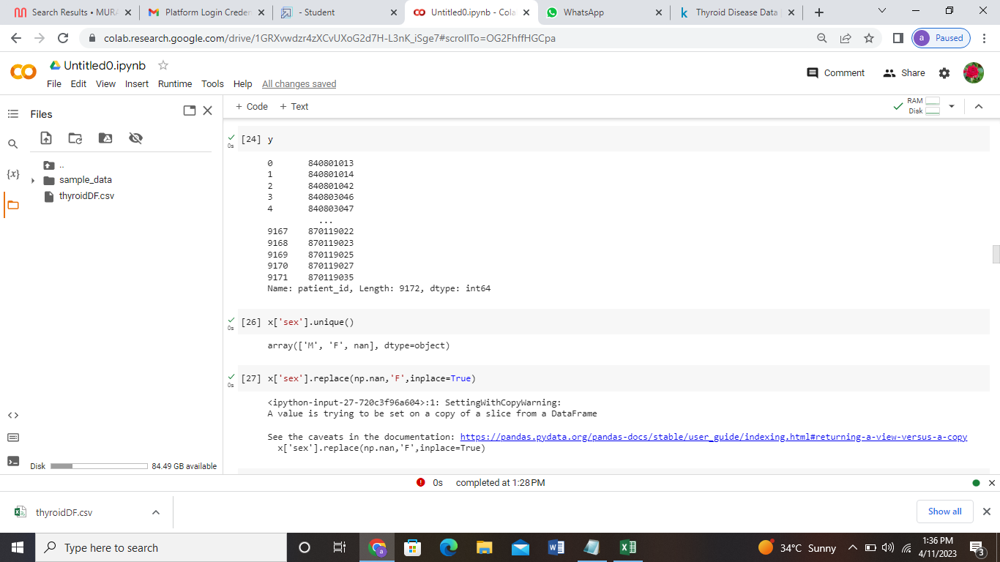 Search Results • MURA
Platform Login Creden
- Student
Untitled0.ipynb - Cola
WhatsApp
Thyroid Disease Data
colab.research.google.com/drive/1GRXvwdzr4zXCvUXoG2d7H-L3nK_iSge7#scrollTo=OG2FhffHGCpa
a Paused
Untitled0.ipynb
File Edit View Insert Runtime Tools Help All changes saved
Comment Share
Files
+ Code + Text
RAM
Disk
..
sample_data
thyroidDF.csv
{x}
[24] y
0s
0 840801013
1 840801014
2 840801042
3 840803046
4 840803047
...
9167 870119022
9168 870119023
9169 870119025
9170 870119027
9171 870119035
Name: patient_id, Length: 9172, dtype: int64
[26] x['sex'].unique()
0s
array(['M', 'F', nan], dtype=object)
[27] x['sex'].replace(np.nan,'F',inplace=True)
0s
<ipython-input-27-720c3f96a604>:1: SettingWithCopyWarning:
A value is trying to be set on a copy of a slice from a DataFrame
See the caveats in the documentation: https://pandas.pydata.org/pandas-docs/stable/user_guide/indexing.html#returning-a-view-versus-a-copy
x['sex'].replace(np.nan,'F',inplace=True)
Disk 84.49 GB available
0s completed at 1:28 PM
thyroidDF.csv
Show all
Type here to search
34°C Sunny
1:36 PM
4/11/2023
3